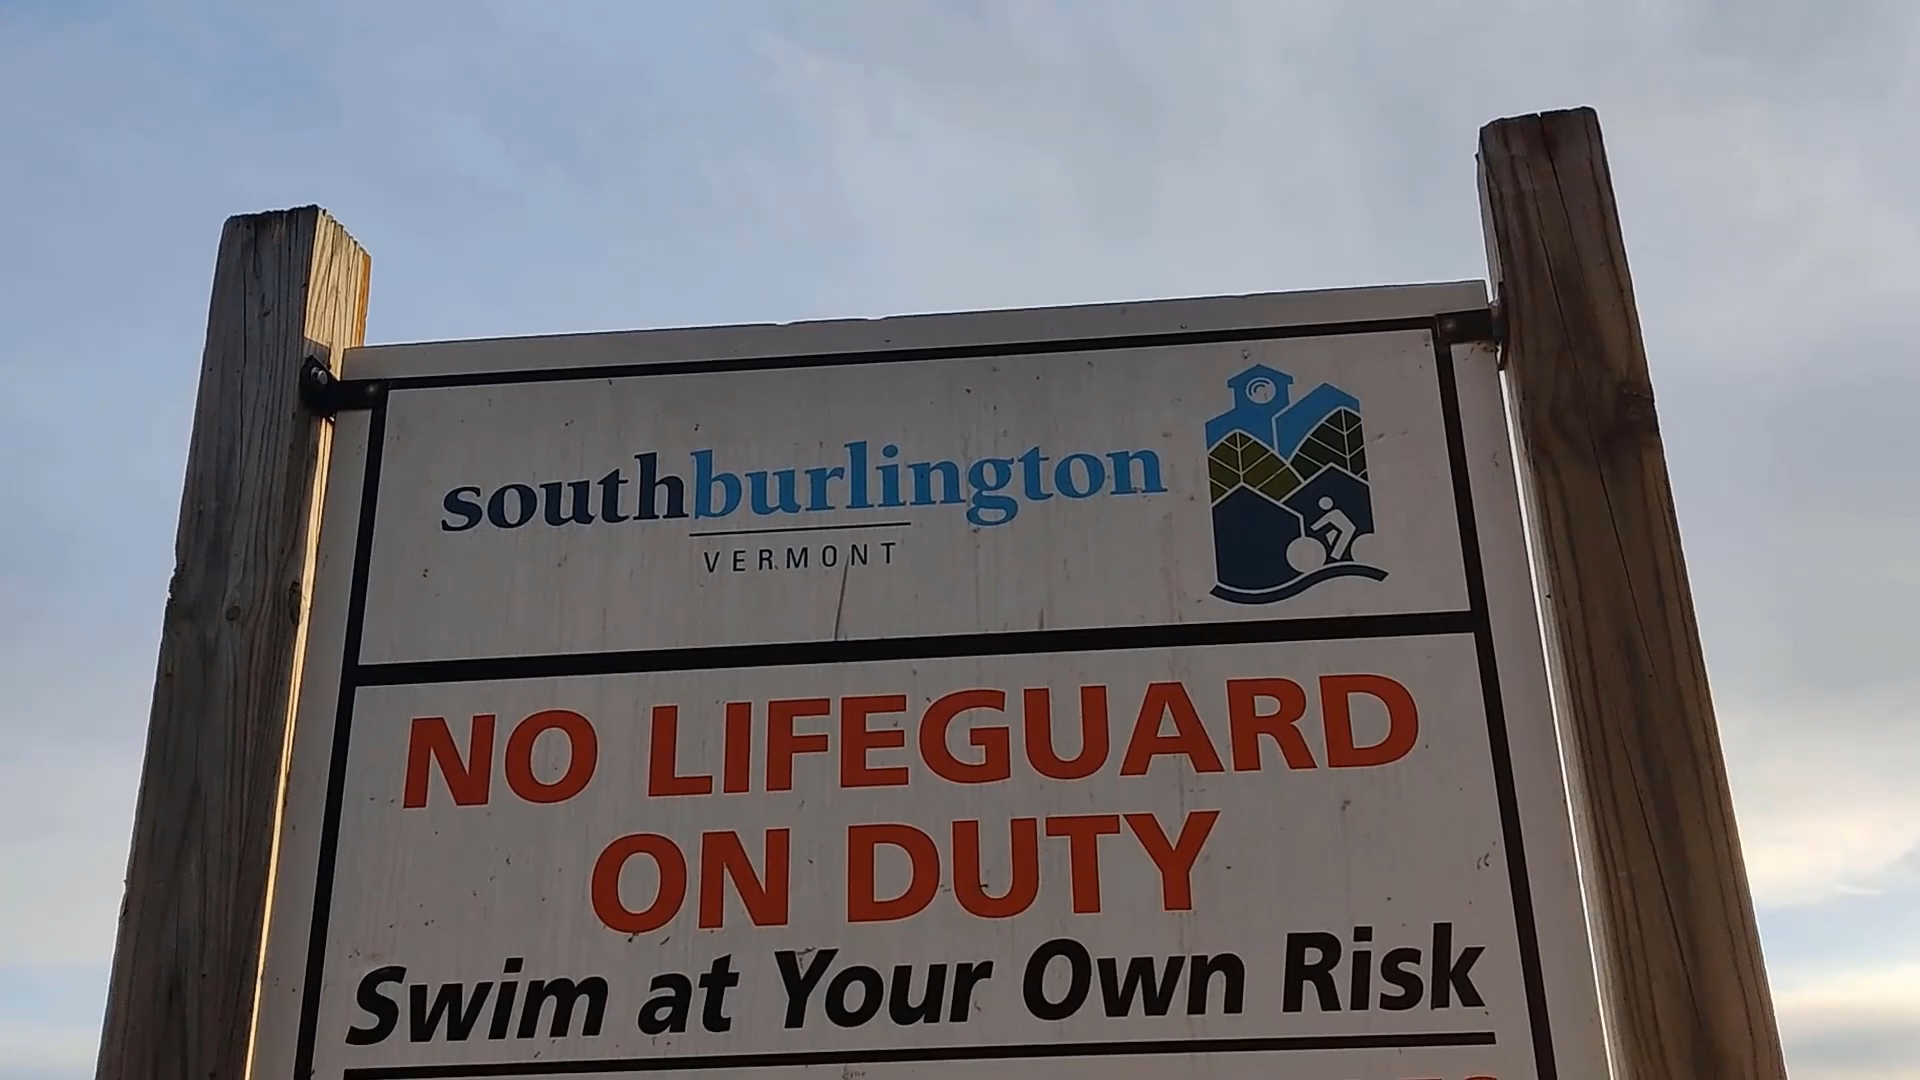 southburlington
VERMONT
NO LIFEGUARD
ON DUTY
Swim at Your Own Risk